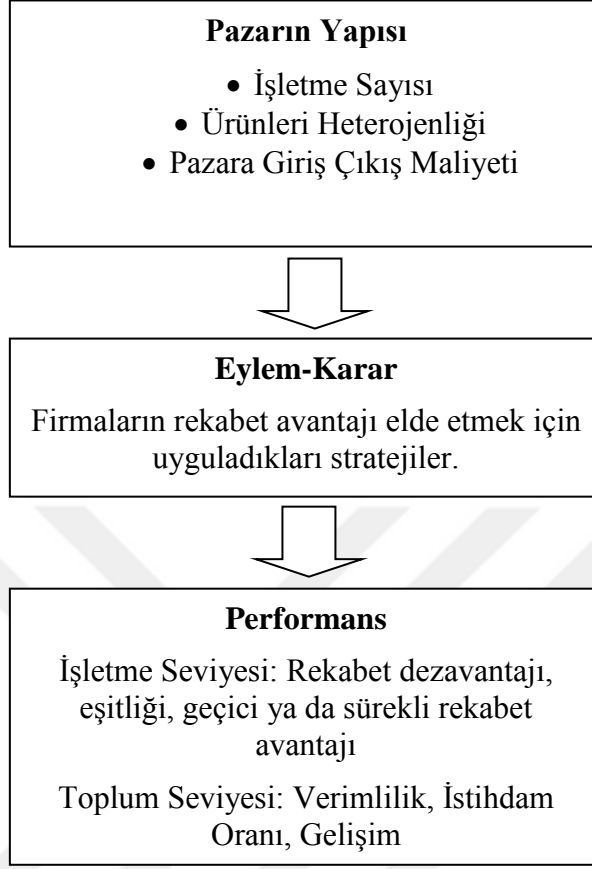 Pazarın Yapısı
• İşletme Sayısı
• Ürünleri Heterojenliği
• Pazara Giriş Çıkış Maliyeti
Eylem-Karar
Firmaların rekabet avantajı elde etmek için
uyguladıkları stratejiler.
Performans
İşletme Seviyesi: Rekabet dezavantajı,
eşitliği, geçici ya da sürekli rekabet
avantajı
Toplum Seviyesi: Verimlilik, İstihdam
Oranı, Gelişim